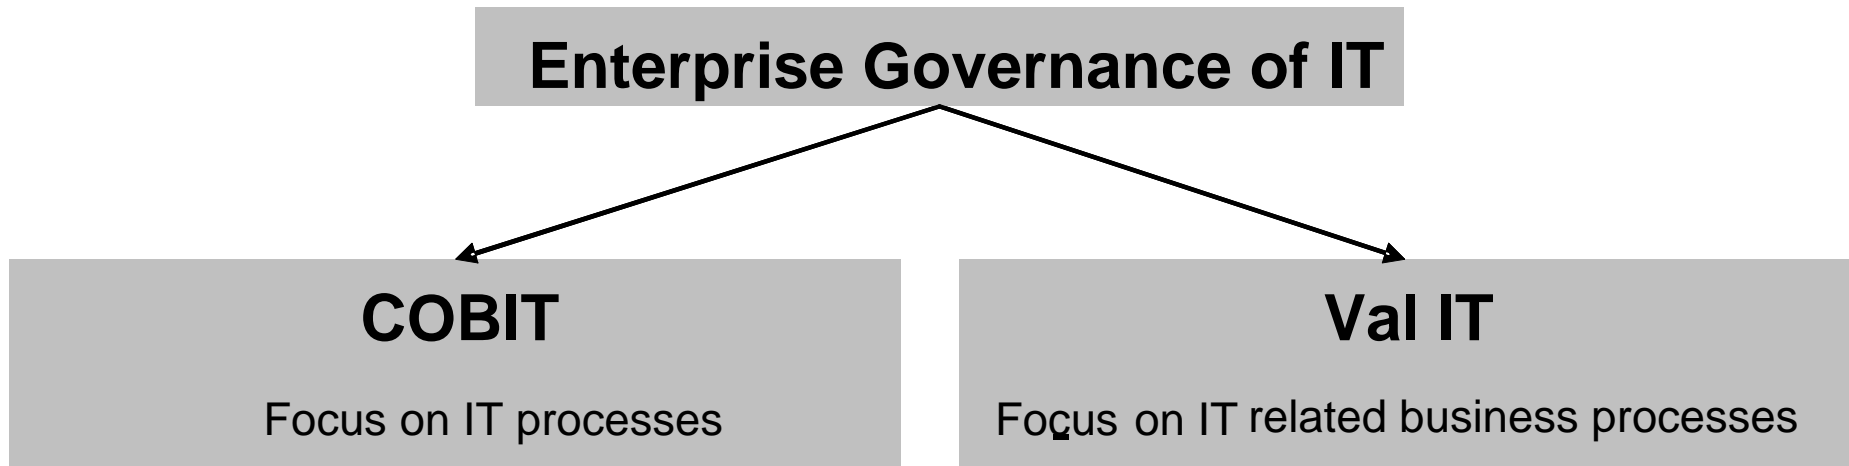 Enterprise Governance of IT
COBIT
Focus on IT processes
Val IT
Focus on IT related business processes